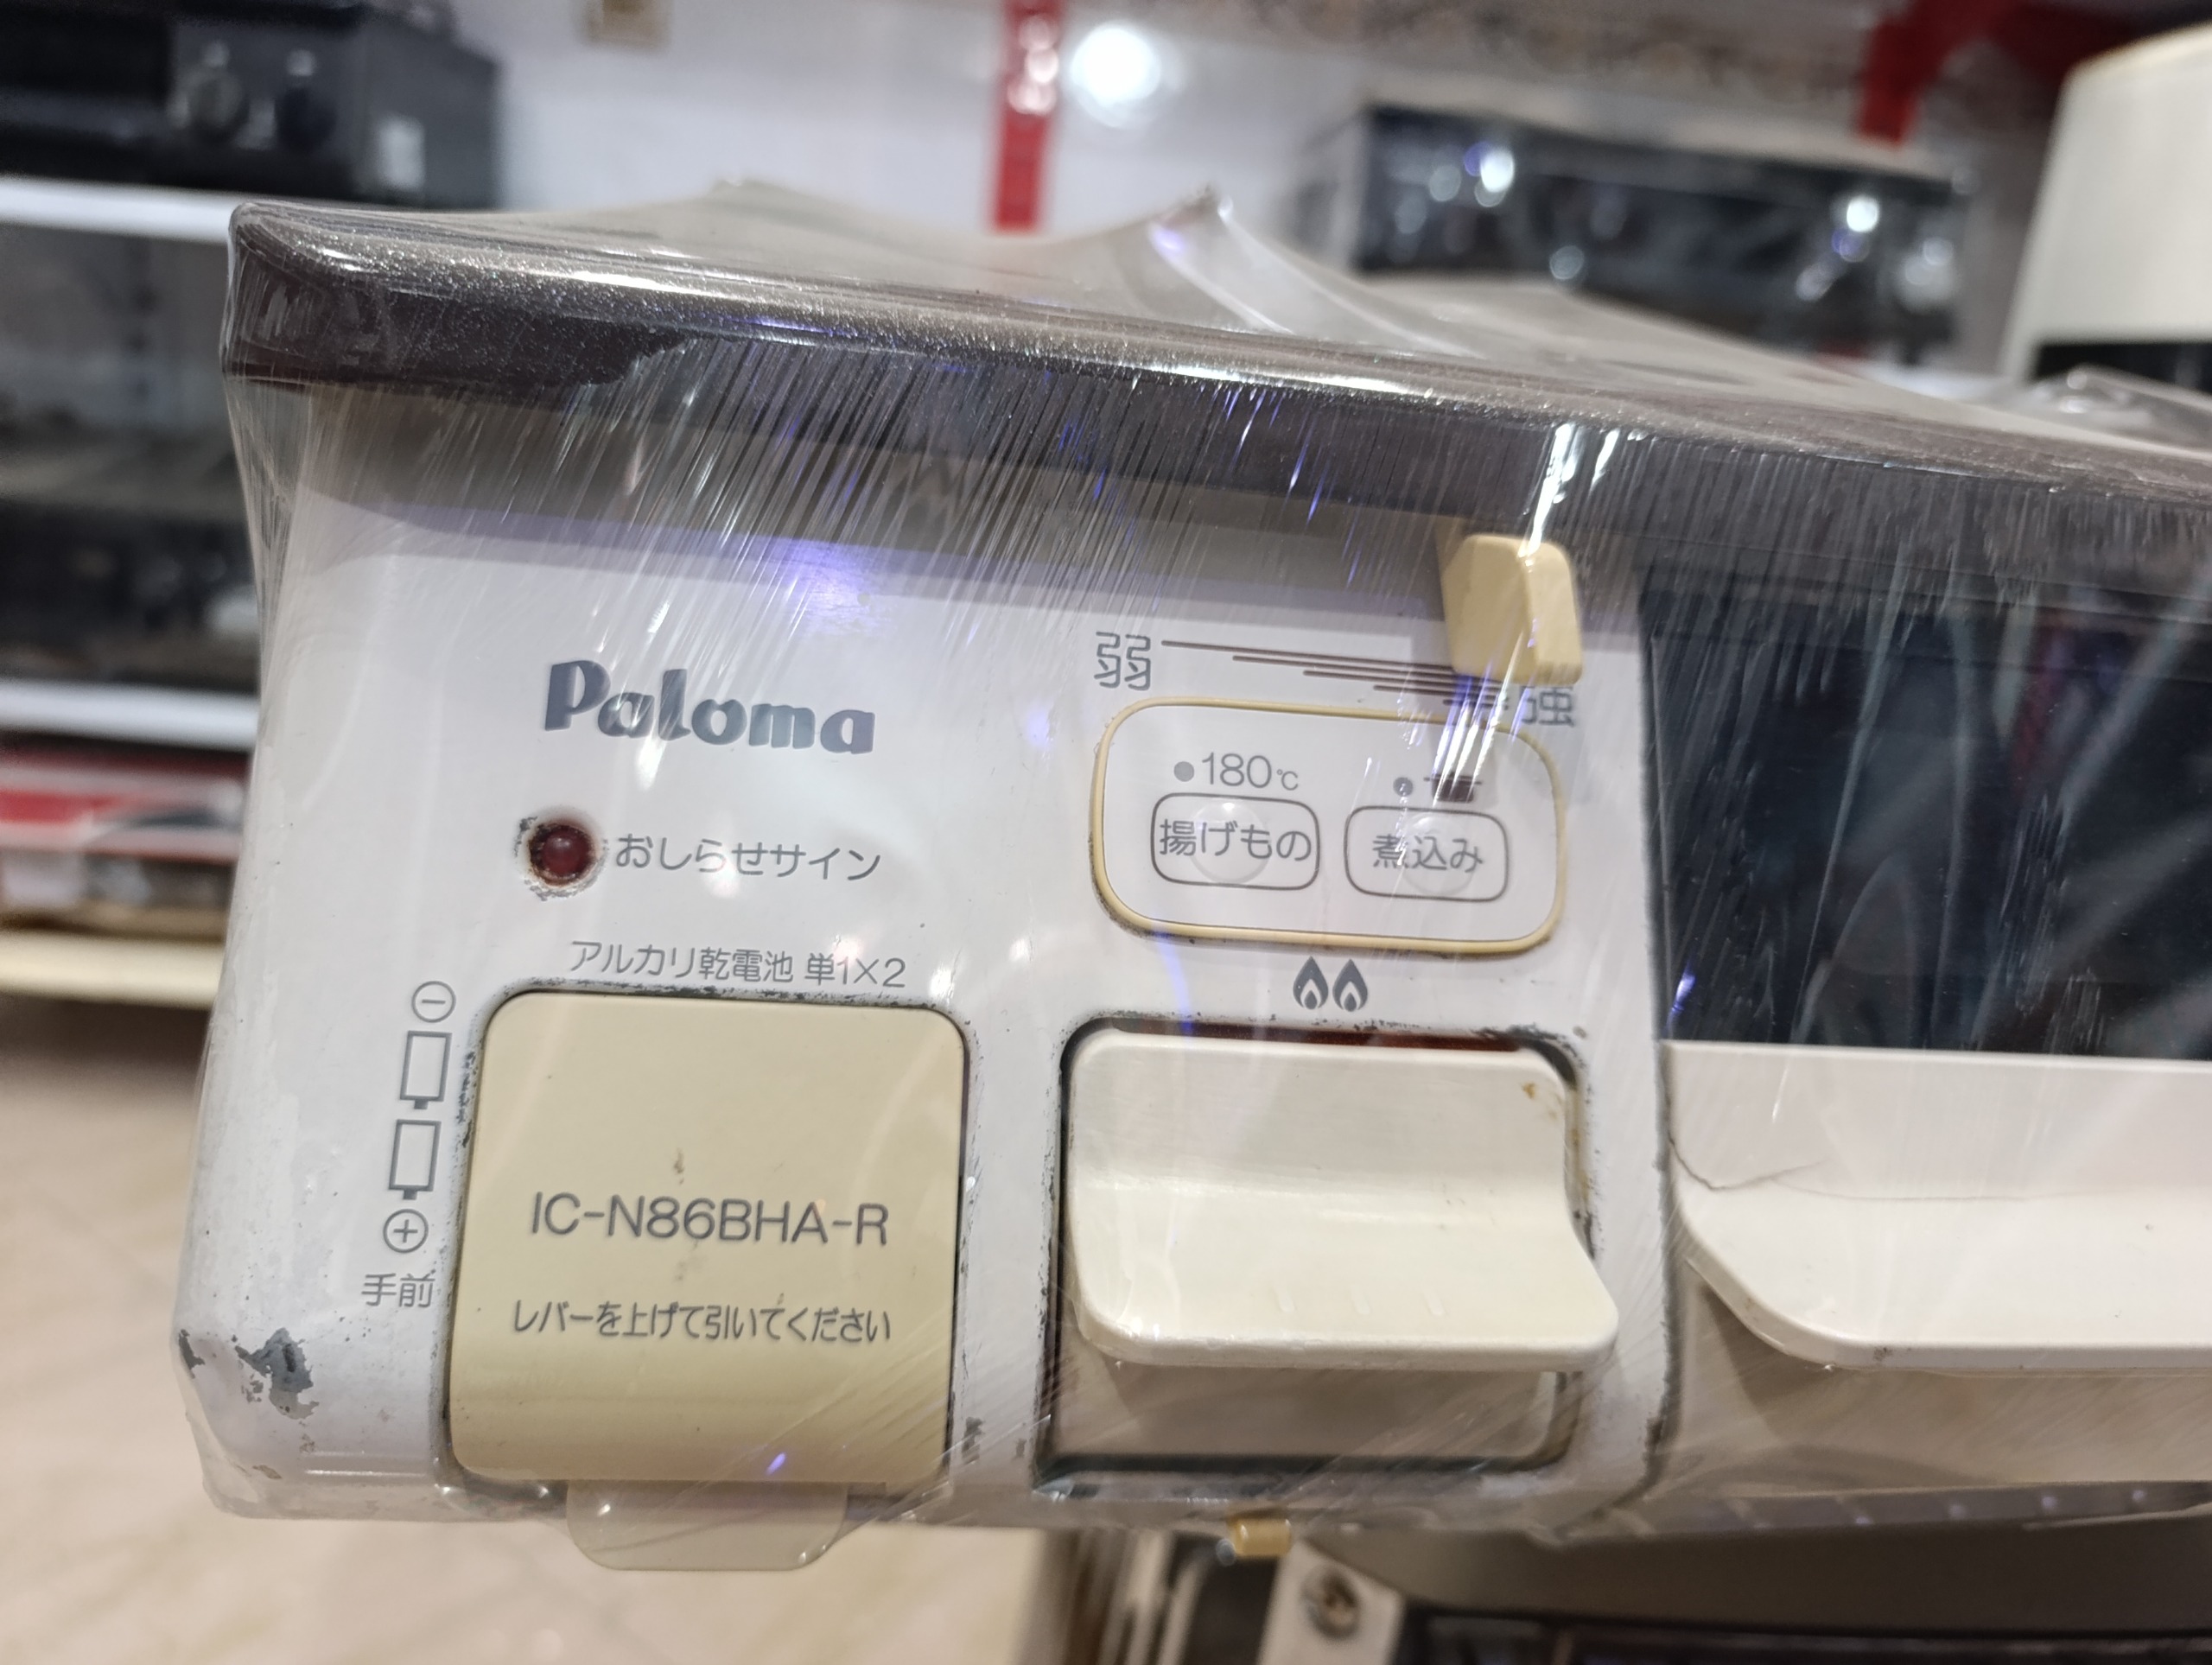 Paloma
弱 強
180℃
揚げもの 煮込み
おしらせサイン
アルカリ乾電池 単1×2
⊖
⊕
手前
IC-N86BHA-R
レバーを上げて引いてください